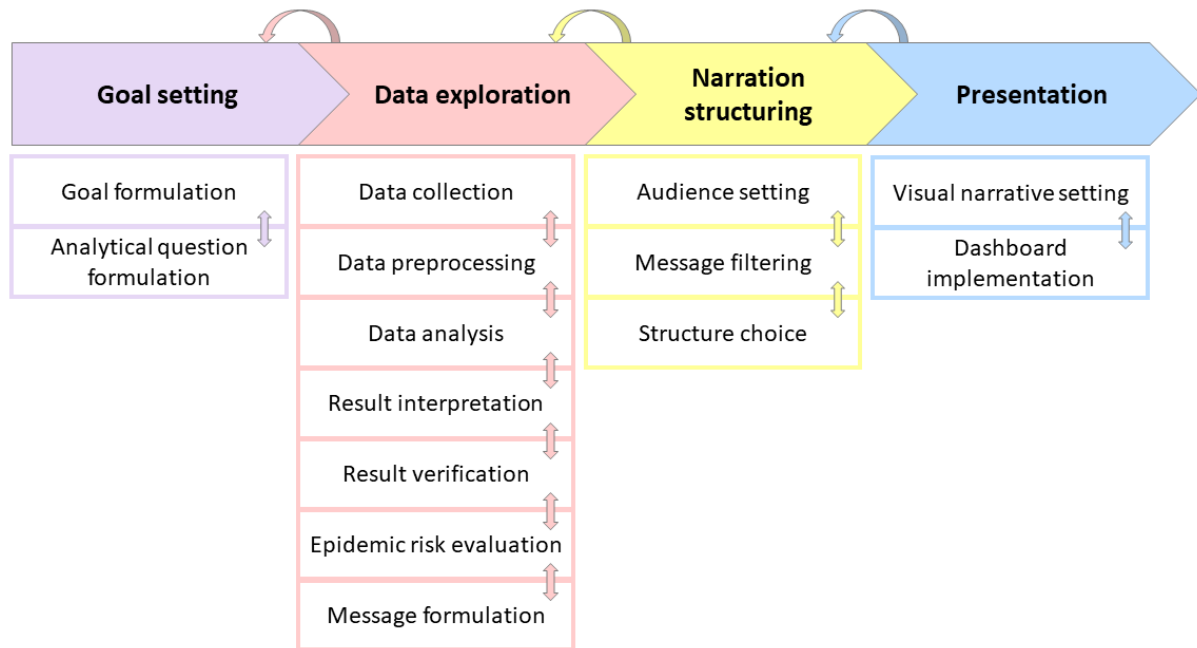 Goal setting
Data exploration
Narration
structuring
Presentation
Goal formulation
Analytical question
formulation
Data collection
Data preprocessing
Data analysis
Result interpretation
Result verification
Epidemic risk evaluation
Message formulation
Audience setting
Message filtering
Structure choice
Visual narrative setting
Dashboard
implementation